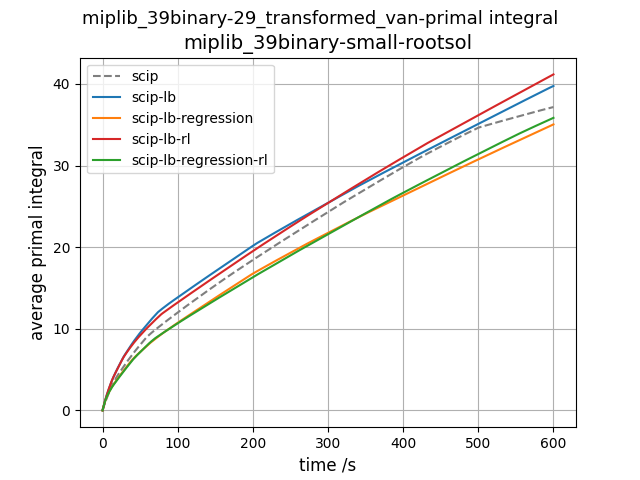 miplib_39binary-29_transformed_van-primal integral
miplib_39binary-small-rootsol
scip
scip-lb
scip-lb-regression
scip-lb-rl
scip-lb-regression-rl
average primal integral
40
30
20
10
0
0 100 200 300 400 500 600
time /s